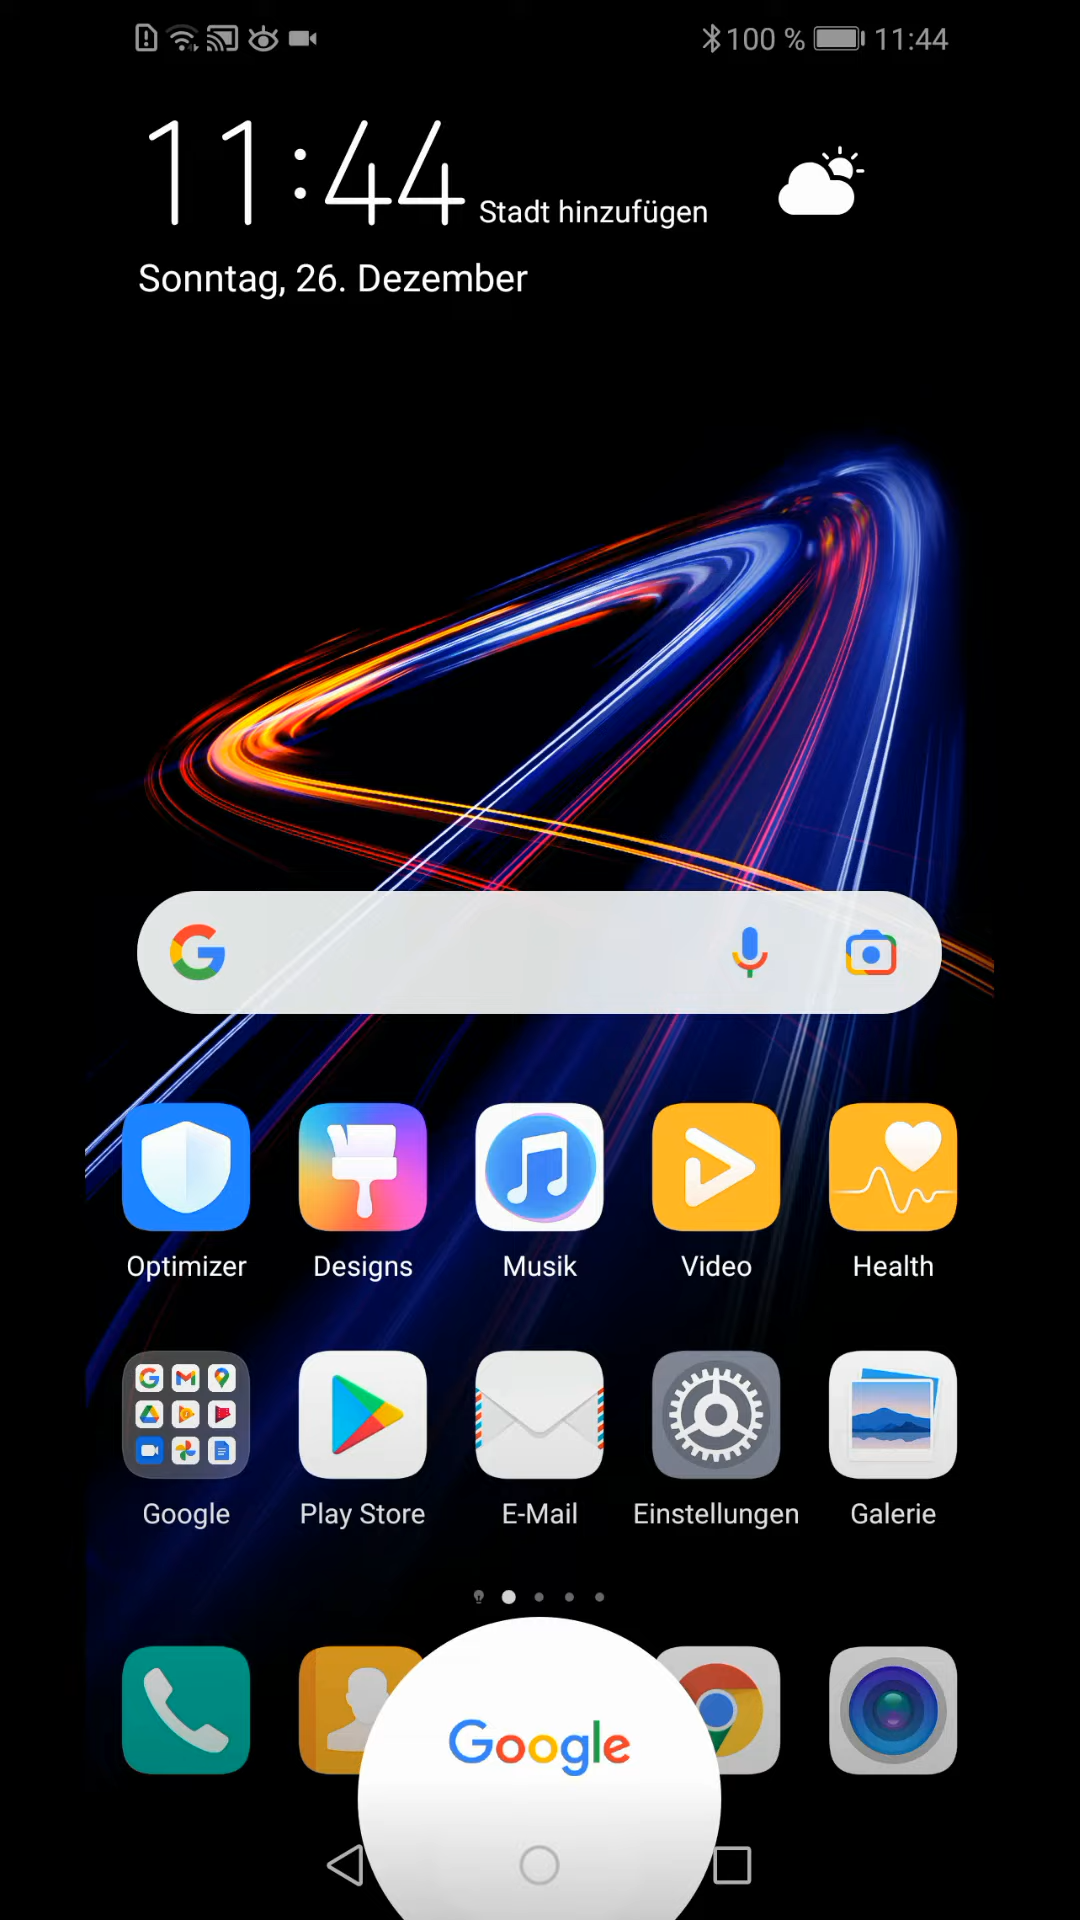 100 % 11:44
11:44 Stadt hinzufügen
Sonntag, 26. Dezember
Optimizer Designs Musik Video Health
Google Play Store E-Mail Einstellungen Galerie
Google